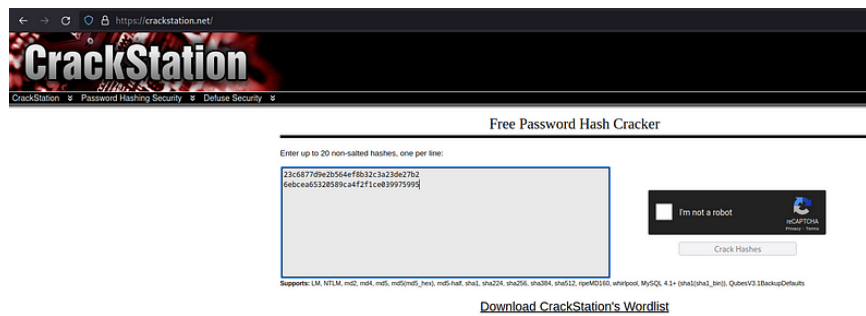 https://crackstation.net/
CrackStation
CrackStation Password Hashing Security Defuse Security
Free Password Hash Cracker
Enter up to 20 non-salted hashes, one per line:
23c6877d9e2b564ef8b32c3a23de27b2
6ebcea65320589ca4f2f1ce039975995
I'm not a robot
reCAPTCHA
Privacy - Terms
Crack Hashes
Supports: LM, NTLM, md2, md4, md5, md5(md5_hex), md5-half, sha1, sha224, sha256, sha384, sha512, ripeMD160, whirlpool, MySQL 4.1+ (sha1(sha1_bin)), QubesV3.1BackupDefaults
Download CrackStation's Wordlist